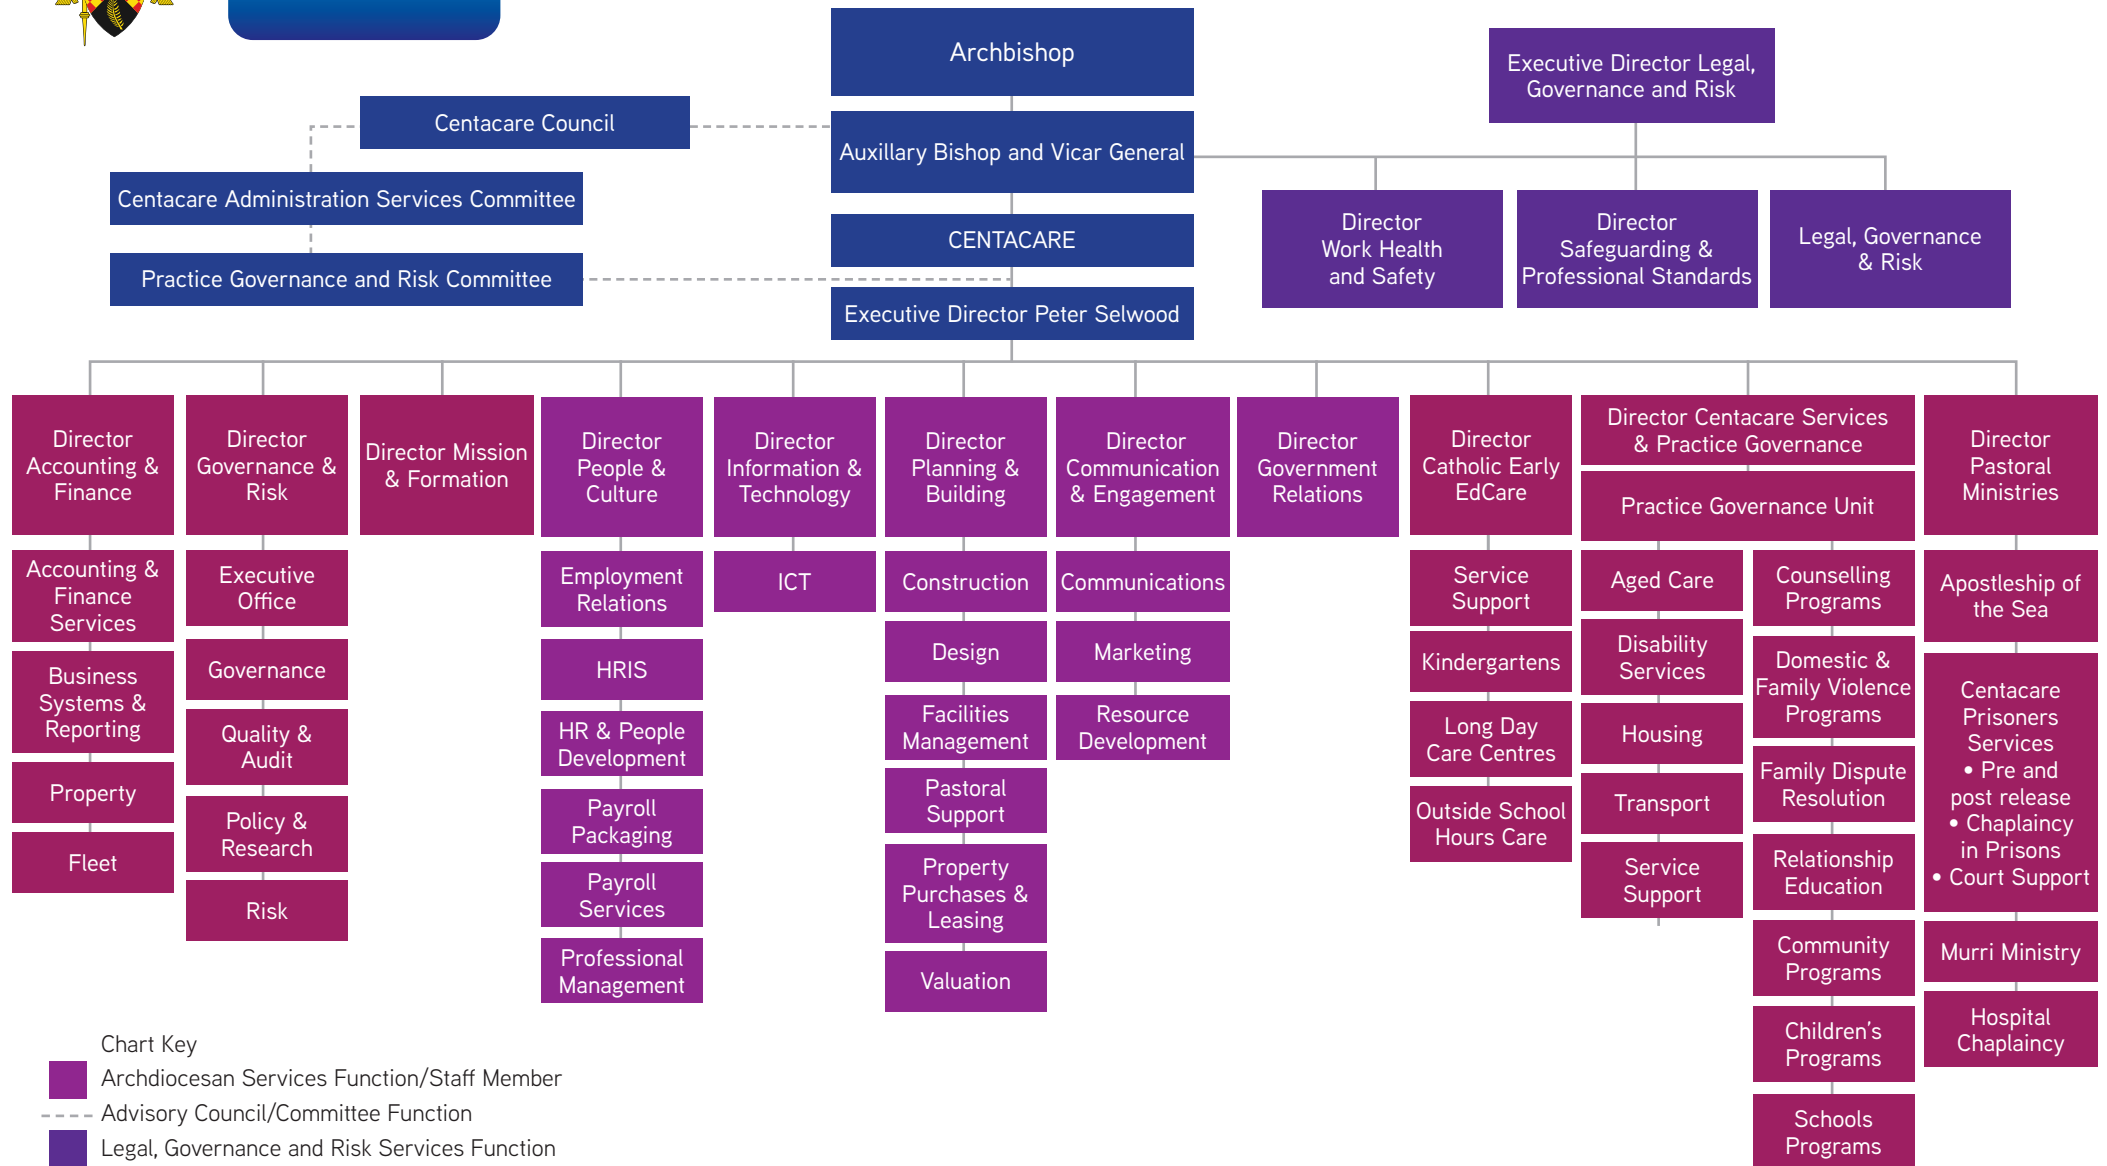 Archbishop
Executive Director Legal,
Governance and Risk
Centacare Council
Auxillary Bishop and Vicar General
Centacare Administration Services Committee
CENTACARE
Practice Governance and Risk Committee
Executive Director Peter Selwood
Director
Work Health
and Safety
Director
Safeguarding &
Professional Standards
Legal, Governance
& Risk
Director
Accounting &
Finance
Accounting &
Finance
Services
Business
Systems &
Reporting
Property
Fleet
Director
Governance &
Risk
Executive
Office
Governance
Quality &
Audit
Policy &
Research
Risk
Director Mission
& Formation
Director
People &
Culture
Employment
Relations
HRIS
HR & People
Development
Payroll
Packaging
Payroll
Services
Professional
Management
Director
Information &
Technology
ICT
Director
Planning &
Building
Construction
Design
Facilities
Management
Pastoral
Support
Property
Purchases &
Leasing
Valuation
Director
Communication
& Engagement
Communications
Marketing
Resource
Development
Director
Government
Relations
Director
Catholic Early
EdCare
Service
Support
Kindergartens
Long Day
Care Centres
Outside School
Hours Care
Director Centacare Services
& Practice Governance
Practice Governance Unit
Aged Care
Disability
Services
Housing
Transport
Service
Support
Counselling
Programs
Domestic &
Family Violence
Programs
Family Dispute
Resolution
Relationship
Education
Community
Programs
Children's
Programs
Schools
Programs
Director
Pastoral
Ministries
Apostleship of
the Sea
Centacare
Prisoners
Services
• Pre and
post release
• Chaplaincy
in Prisons
• Court Support
Murri Ministry
Hospital
Chaplaincy
Chart Key
Archdiocesan Services Function/Staff Member
Advisory Council/Committee Function
Legal, Governance and Risk Services Function